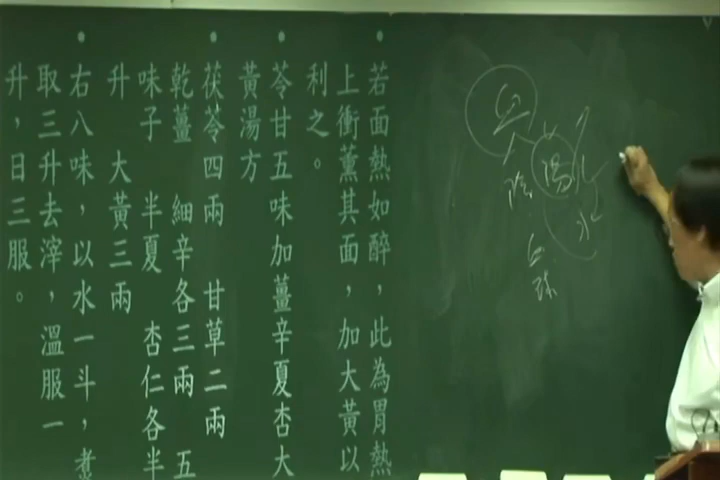 • 若面熱如醉，此為胃熱
上衝薰其面，加大黃以
利之。
• 苓甘五味加薑辛夏杏大
黃湯方
• 茯苓四兩 甘草二兩
乾薑 細辛各三兩 五
味子 半夏 杏仁各半
升 大黃三兩
• 右八味，以水一斗，煮
取三升去滓，溫服一
升，日三服。
陰
陽
水